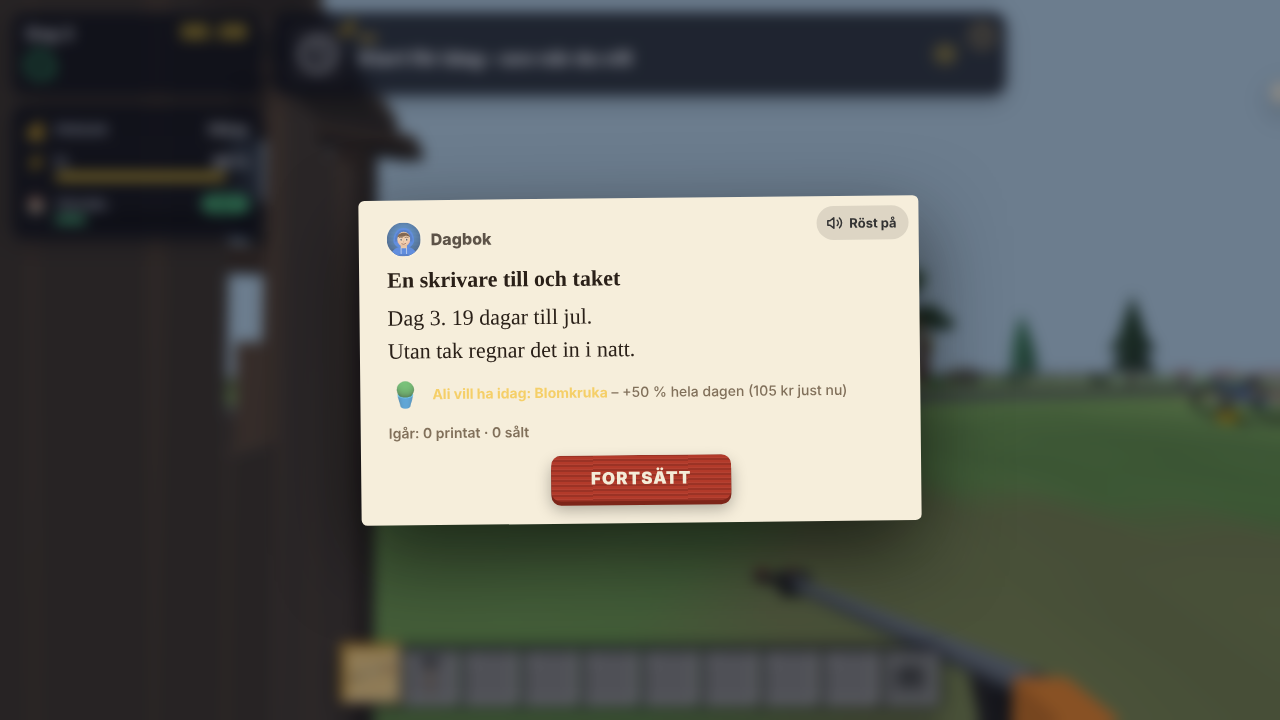 Röst på
Dagbok
En skrivare till och taket
Dag 3. 19 dagar till jul.
Utan tak regnar det in i natt.
Ali vill ha idag: Blomkruka – +50 % hela dagen (105 kr just nu)
Igår: 0 printat · 0 sålt
FORTSÄTT